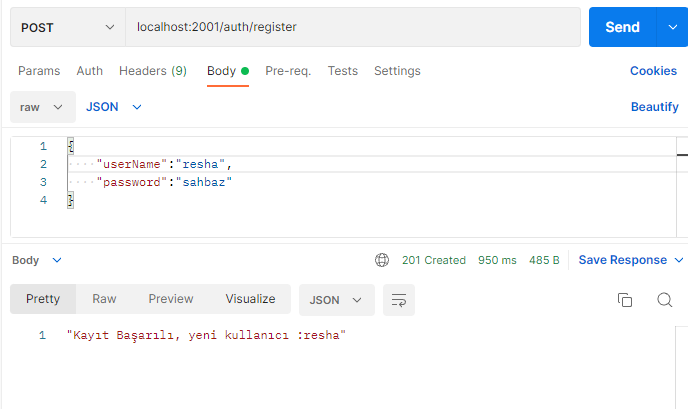 POST localhost:2001/auth/register Send
Params Auth Headers (9) Body Pre-req. Tests Settings Cookies
raw JSON Beautify
1 {
2 "userName":"resha",
3 "password":"sahbaz"
4 }
Body 201 Created 950 ms 485 B Save Response
Pretty Raw Preview Visualize JSON
1 "Kayıt Başarılı, yeni kullanıcı :resha"